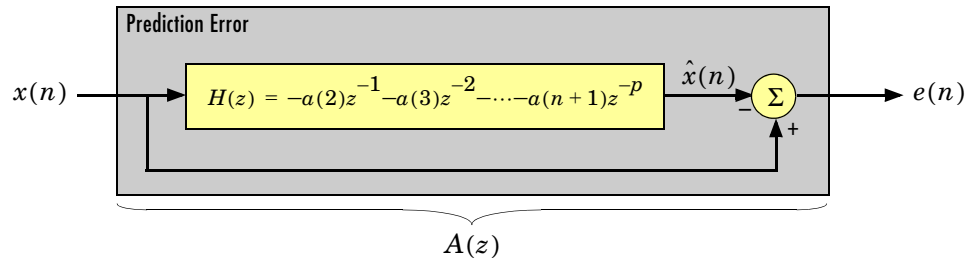 Prediction Error
x(n)
H(z) = –a(2)z^–1–a(3)z^–2–⋯–a(n+1)z^–p
x̂(n)
–
Σ
+
e(n)
A(z)